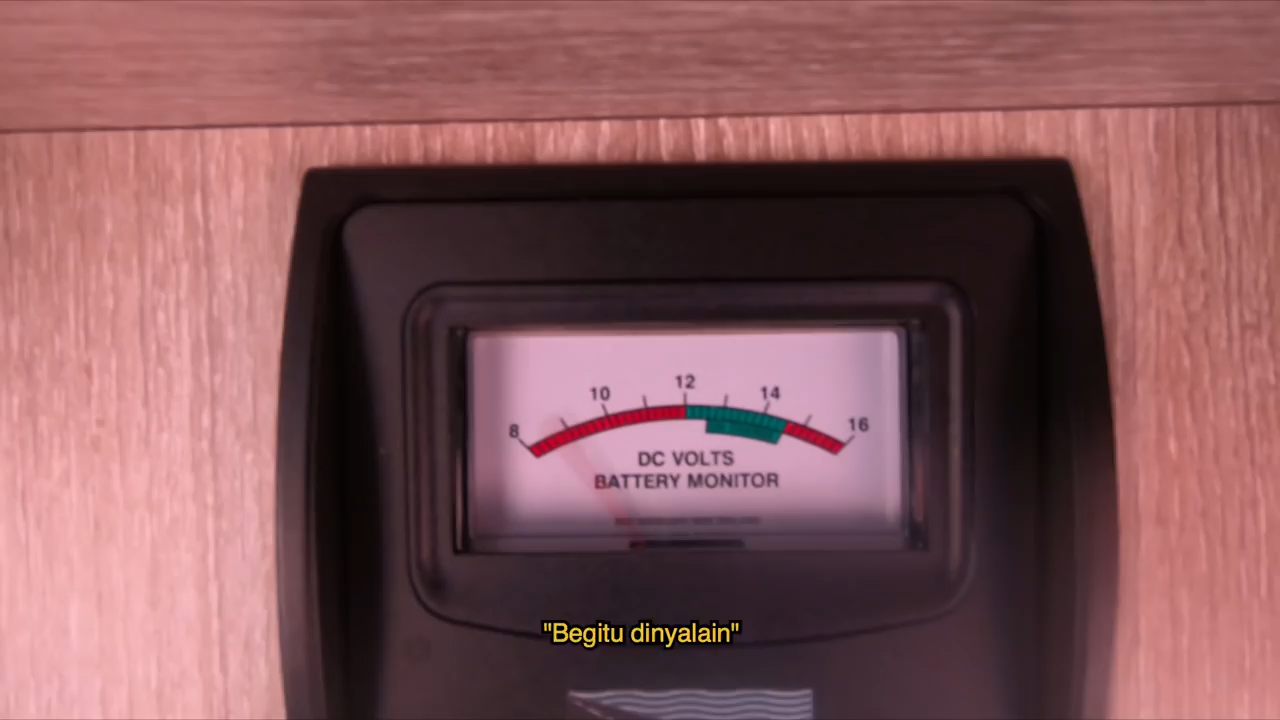 8 10 12 14 16
DC VOLTS
BATTERY MONITOR
"Begitu dinyalain"